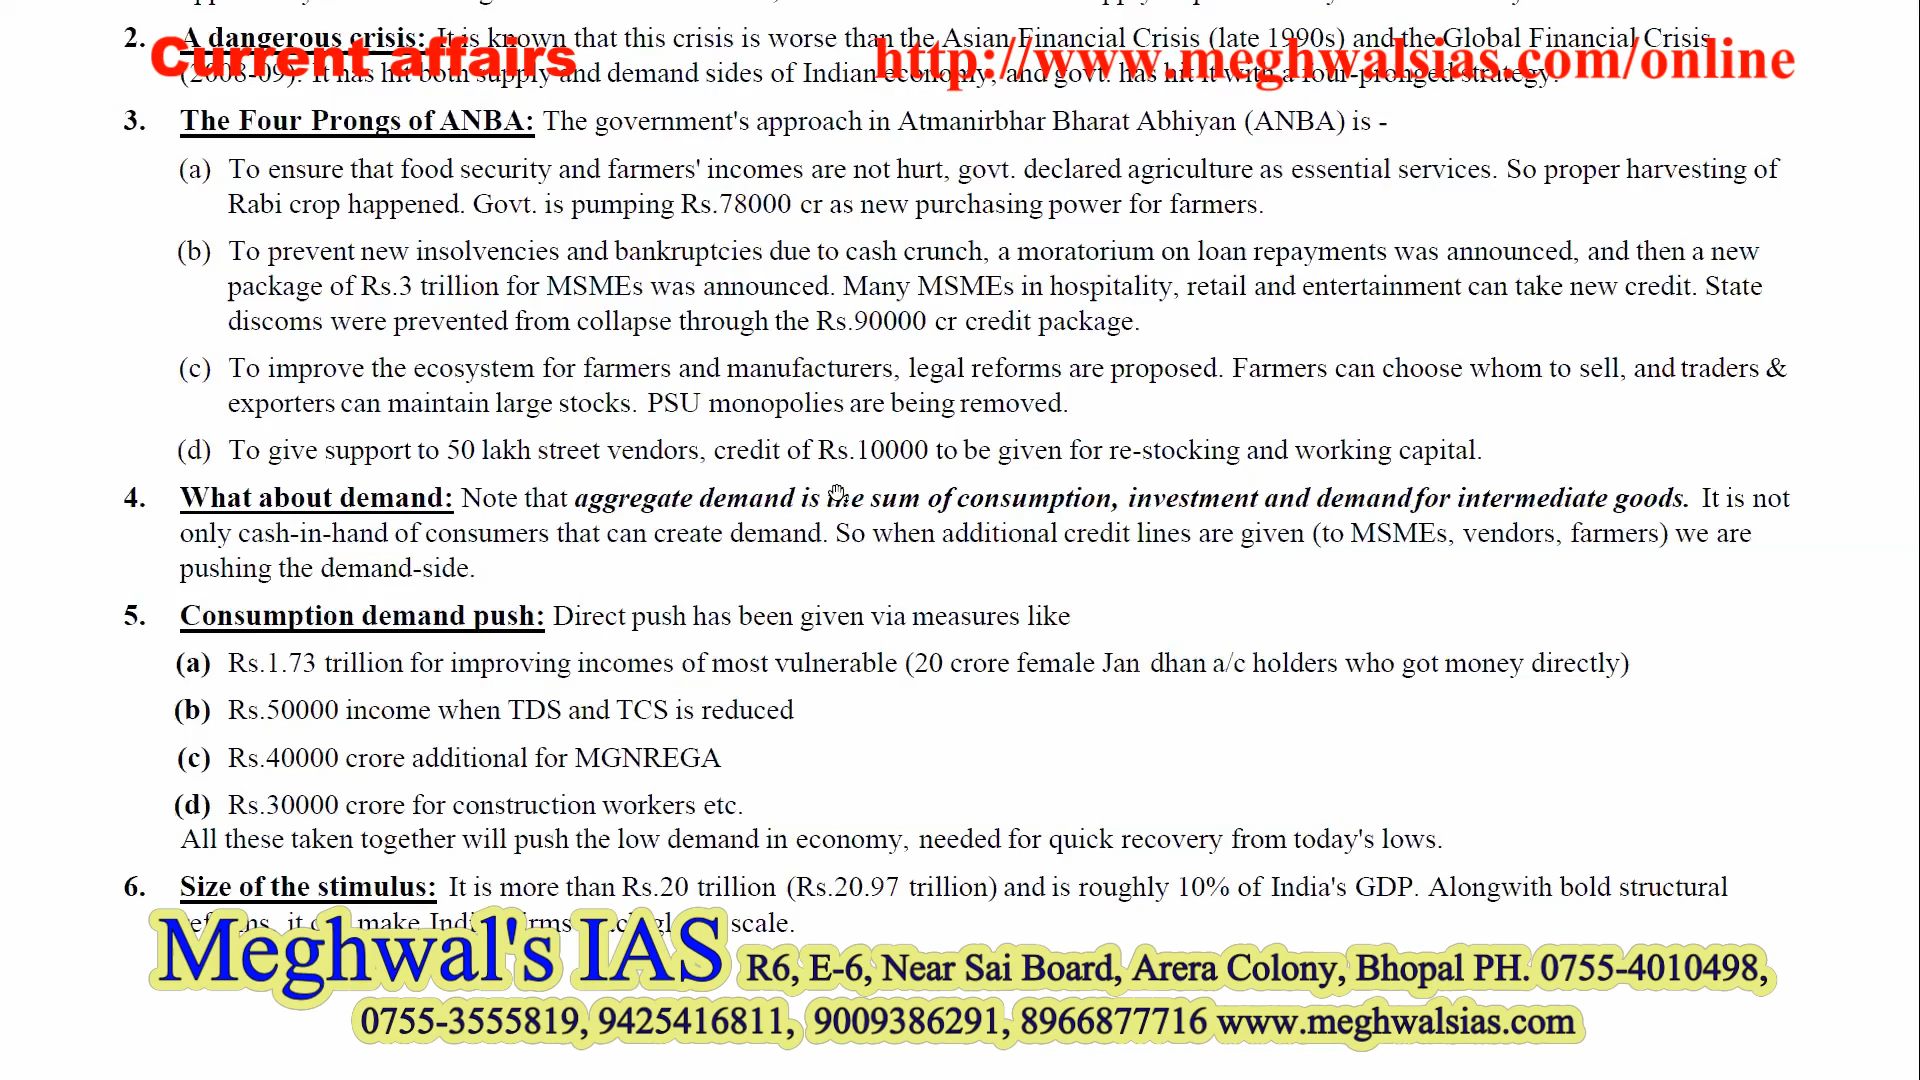 2. A dangerous crisis: It is known that this crisis is worse than the Asian Financial Crisis (late 1990s) and the Global Financial Crisis
Current affairs
http://www.meghwalsias.com/online
(2008-09). It has hit both supply and demand sides of Indian economy, and govt. has hit it with a four-pronged strategy.
3. The Four Prongs of ANBA: The government's approach in Atmanirbhar Bharat Abhiyan (ANBA) is -
(a) To ensure that food security and farmers' incomes are not hurt, govt. declared agriculture as essential services. So proper harvesting of
Rabi crop happened. Govt. is pumping Rs.78000 cr as new purchasing power for farmers.
(b) To prevent new insolvencies and bankruptcies due to cash crunch, a moratorium on loan repayments was announced, and then a new
package of Rs.3 trillion for MSMEs was announced. Many MSMEs in hospitality, retail and entertainment can take new credit. State
discoms were prevented from collapse through the Rs.90000 cr credit package.
(c) To improve the ecosystem for farmers and manufacturers, legal reforms are proposed. Farmers can choose whom to sell, and traders &
exporters can maintain large stocks. PSU monopolies are being removed.
(d) To give support to 50 lakh street vendors, credit of Rs.10000 to be given for re-stocking and working capital.
4. What about demand: Note that aggregate demand is the sum of consumption, investment and demand for intermediate goods. It is not
only cash-in-hand of consumers that can create demand. So when additional credit lines are given (to MSMEs, vendors, farmers) we are
pushing the demand-side.
5. Consumption demand push: Direct push has been given via measures like
(a) Rs.1.73 trillion for improving incomes of most vulnerable (20 crore female Jan dhan a/c holders who got money directly)
(b) Rs.50000 income when TDS and TCS is reduced
(c) Rs.40000 crore additional for MGNREGA
(d) Rs.30000 crore for construction workers etc.
All these taken together will push the low demand in economy, needed for quick recovery from today's lows.
6. Size of the stimulus: It is more than Rs.20 trillion (Rs.20.97 trillion) and is roughly 10% of India's GDP. Alongwith bold structural
it make scale.
Meghwal's IAS R6, E-6, Near Sai Board, Arera Colony, Bhopal PH. 0755-4010498,
0755-3555819, 9425416811, 9009386291, 8966877716 www.meghwalsias.com